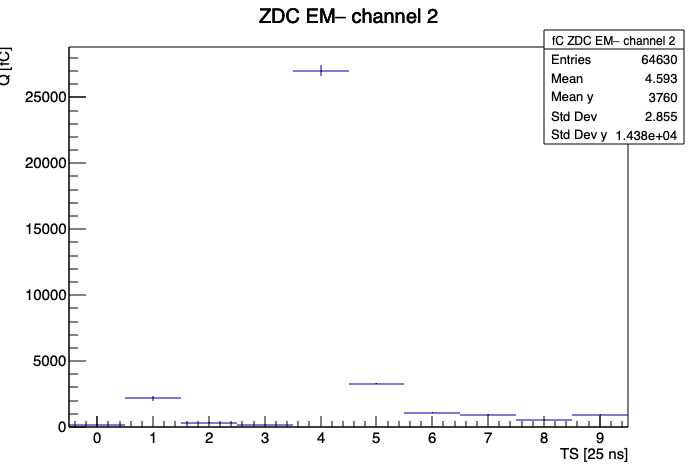 ZDC EM– channel 2
Q [fC]
fC ZDC EM– channel 2
Entries 64630
Mean 4.593
Mean y 3760
Std Dev 2.855
Std Dev y 1.438e+04
25000
20000
15000
10000
5000
0
0 1 2 3 4 5 6 7 8 9
TS [25 ns]